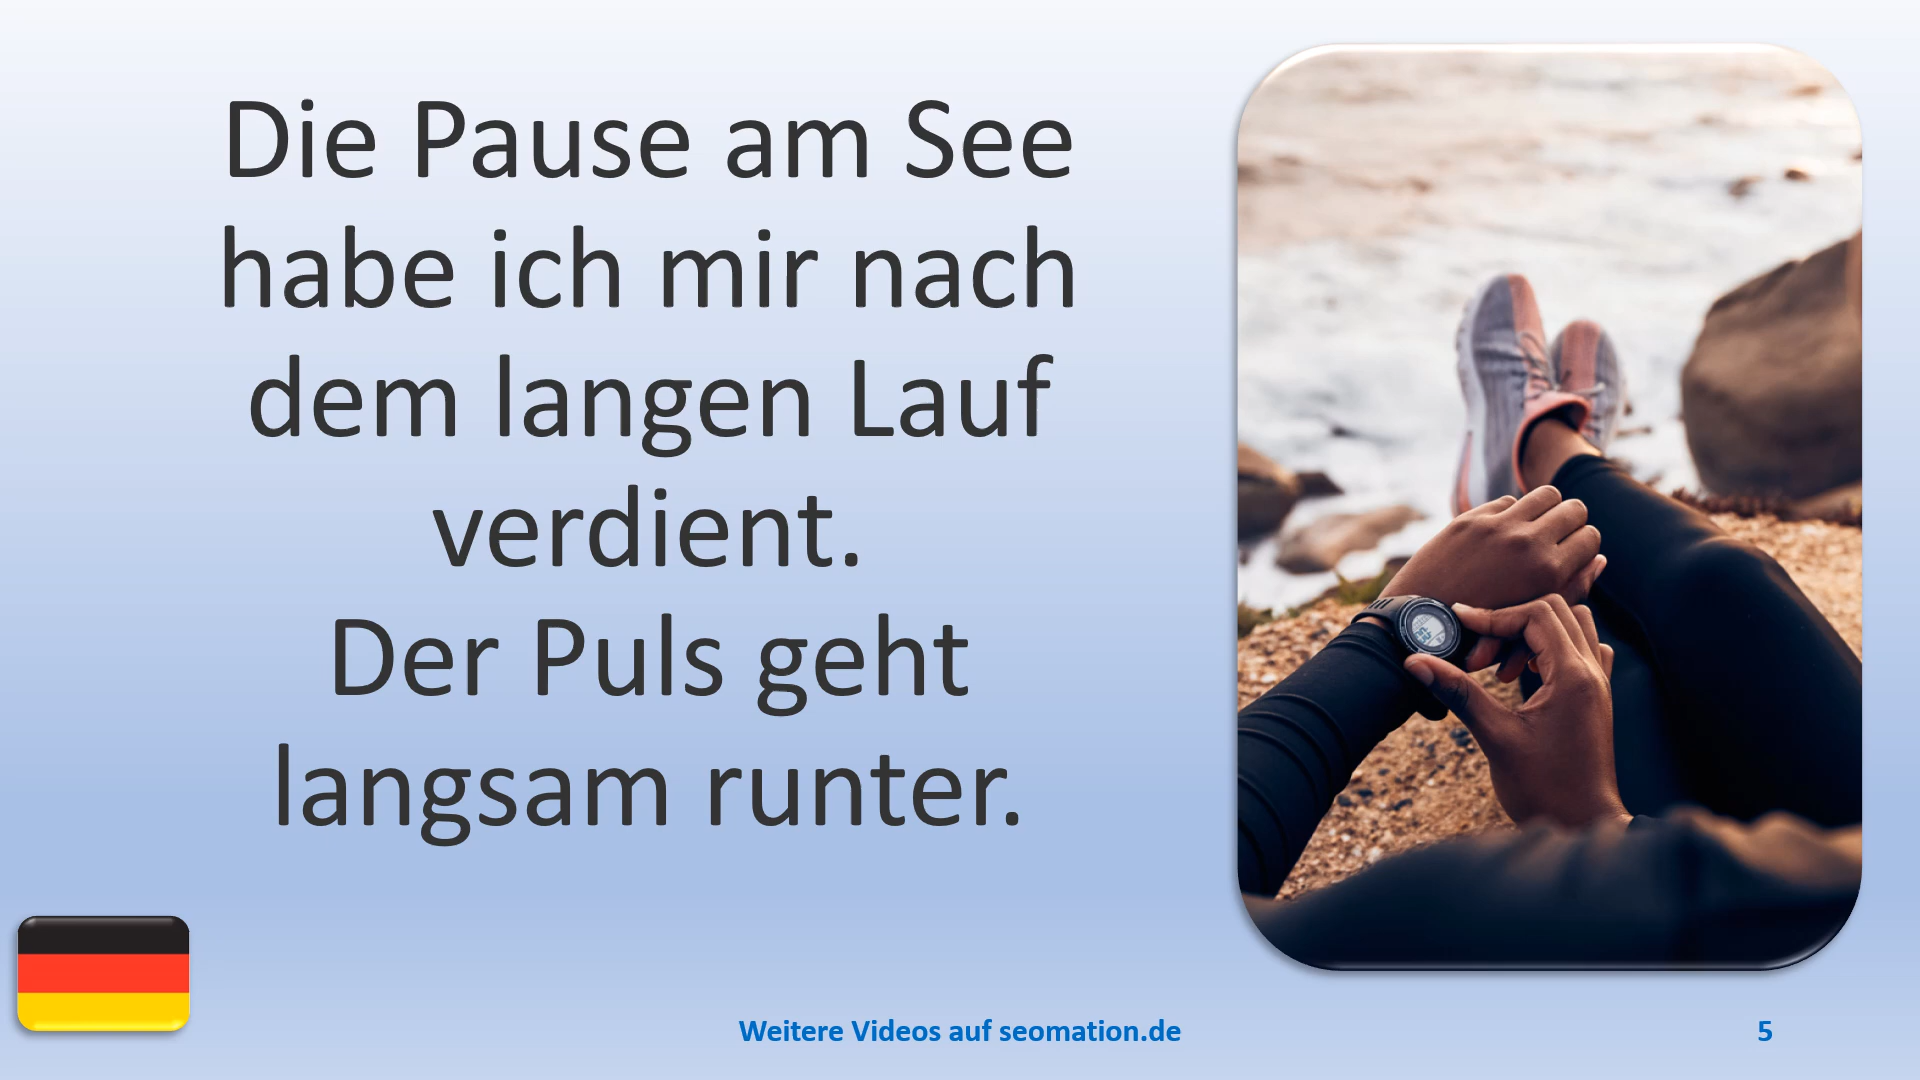 Die Pause am See
habe ich mir nach
dem langen Lauf
verdient.
Der Puls geht
langsam runter.
Weitere Videos auf seomation.de
5